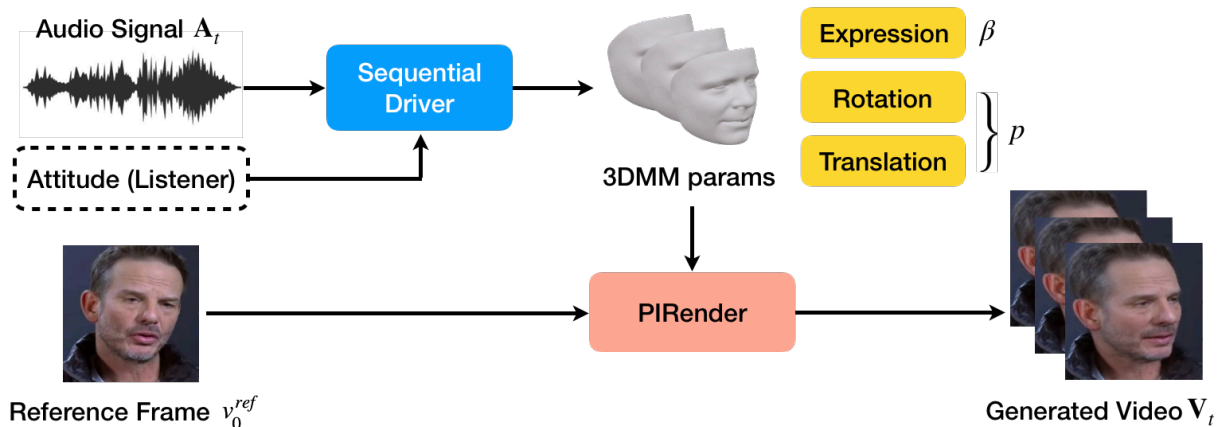 Audio Signal A_t
Sequential
Driver
Attitude (Listener)
3DMM params
Expression β
Rotation
Translation
} p
PIRender
Reference Frame v_0^{ref}
Generated Video V_t